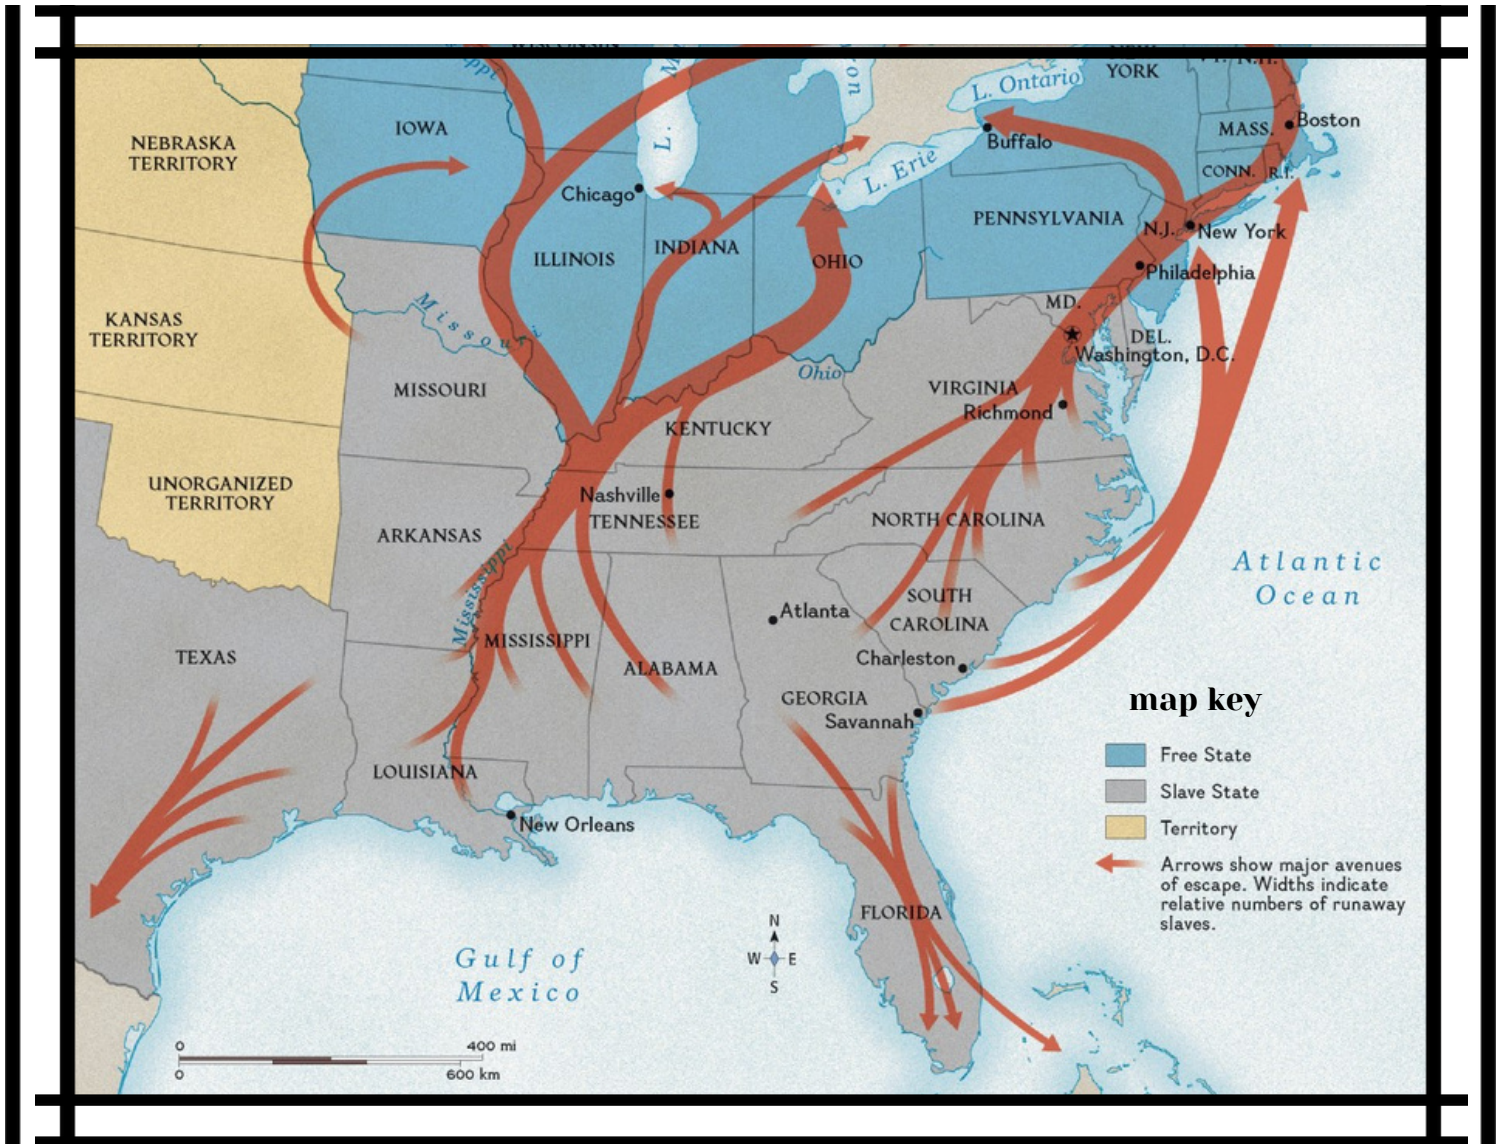 WISCONSIN
NEW
YORK
VT.
N.H.
L. Ontario
IOWA
MASS.
Boston
Buffalo
NEBRASKA
TERRITORY
L. Erie
CONN.
R.I.
Chicago
PENNSYLVANIA
N.J.
New York
ILLINOIS
INDIANA
OHIO
Philadelphia
MD.
Missouri
KANSAS
TERRITORY
DEL.
Washington, D.C.
Ohio
MISSOURI
VIRGINIA
Richmond
KENTUCKY
UNORGANIZED
TERRITORY
Nashville
TENNESSEE
NORTH CAROLINA
ARKANSAS
Mississippi
Atlantic
Ocean
SOUTH
CAROLINA
Atlanta
MISSISSIPPI
TEXAS
ALABAMA
Charleston
GEORGIA
Savannah
map key
Free State
LOUISIANA
Slave State
New Orleans
Territory
Arrows show major avenues
of escape. Widths indicate
relative numbers of runaway
slaves.
FLORIDA
N
W E
S
Gulf of
Mexico
0 400 mi
0 600 km